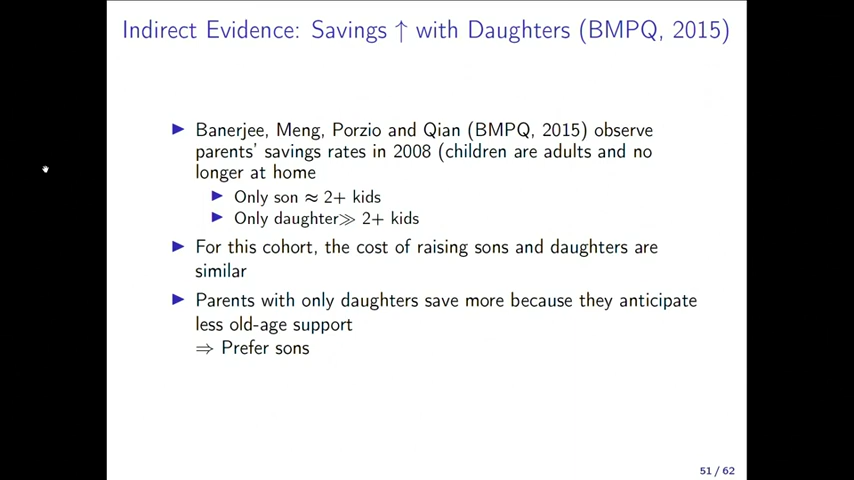 Indirect Evidence: Savings ↑ with Daughters (BMPQ, 2015)
▶ Banerjee, Meng, Porzio and Qian (BMPQ, 2015) observe
parents' savings rates in 2008 (children are adults and no
longer at home
▶ Only son ≈ 2+ kids
▶ Only daughter≫ 2+ kids
▶ For this cohort, the cost of raising sons and daughters are
similar
▶ Parents with only daughters save more because they anticipate
less old-age support
⇒ Prefer sons
51 / 62